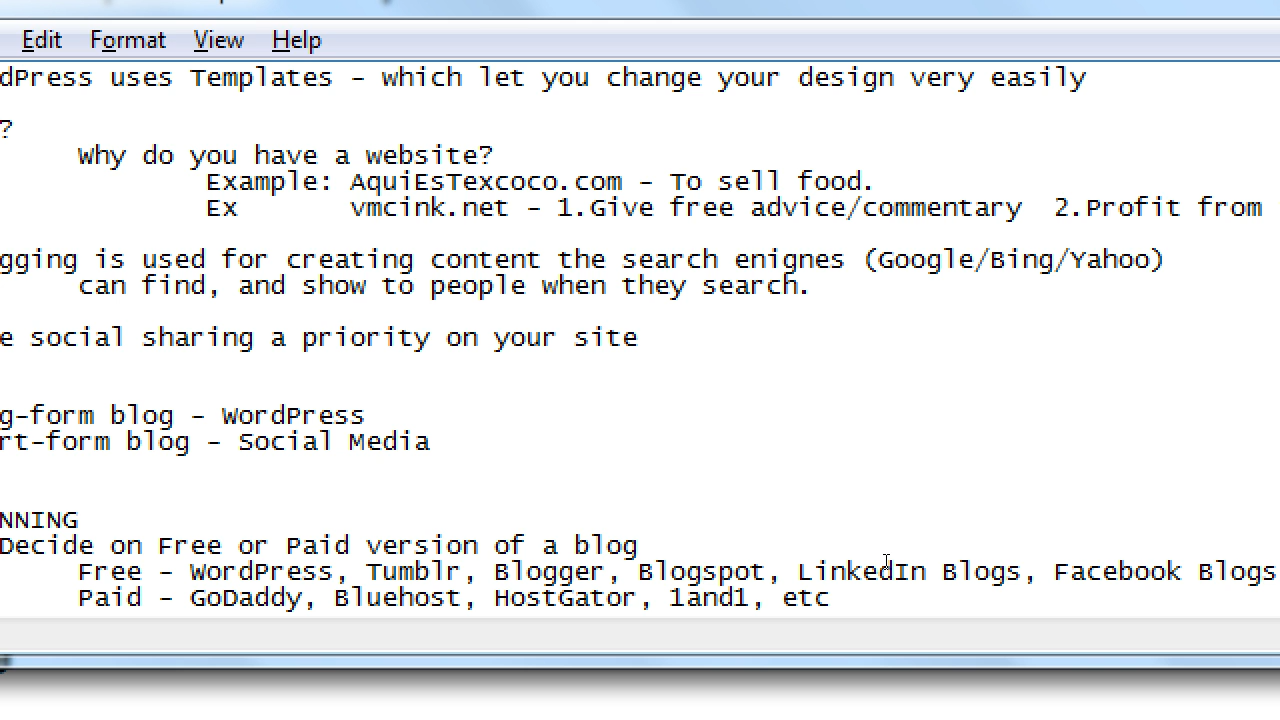 Edit Format View Help
dPress uses Templates - which let you change your design very easily
?
Why do you have a website?
Example: AquiEsTexcoco.com - To sell food.
Ex vmcink.net - 1.Give free advice/commentary 2.Profit from
gging is used for creating content the search enignes (Google/Bing/Yahoo)
can find, and show to people when they search.
e social sharing a priority on your site
g-form blog - WordPress
rt-form blog - Social Media
NNING
Decide on Free or Paid version of a blog
Free - WordPress, Tumblr, Blogger, Blogspot, LinkedIn Blogs, Facebook Blogs
Paid - GoDaddy, Bluehost, HostGator, 1and1, etc